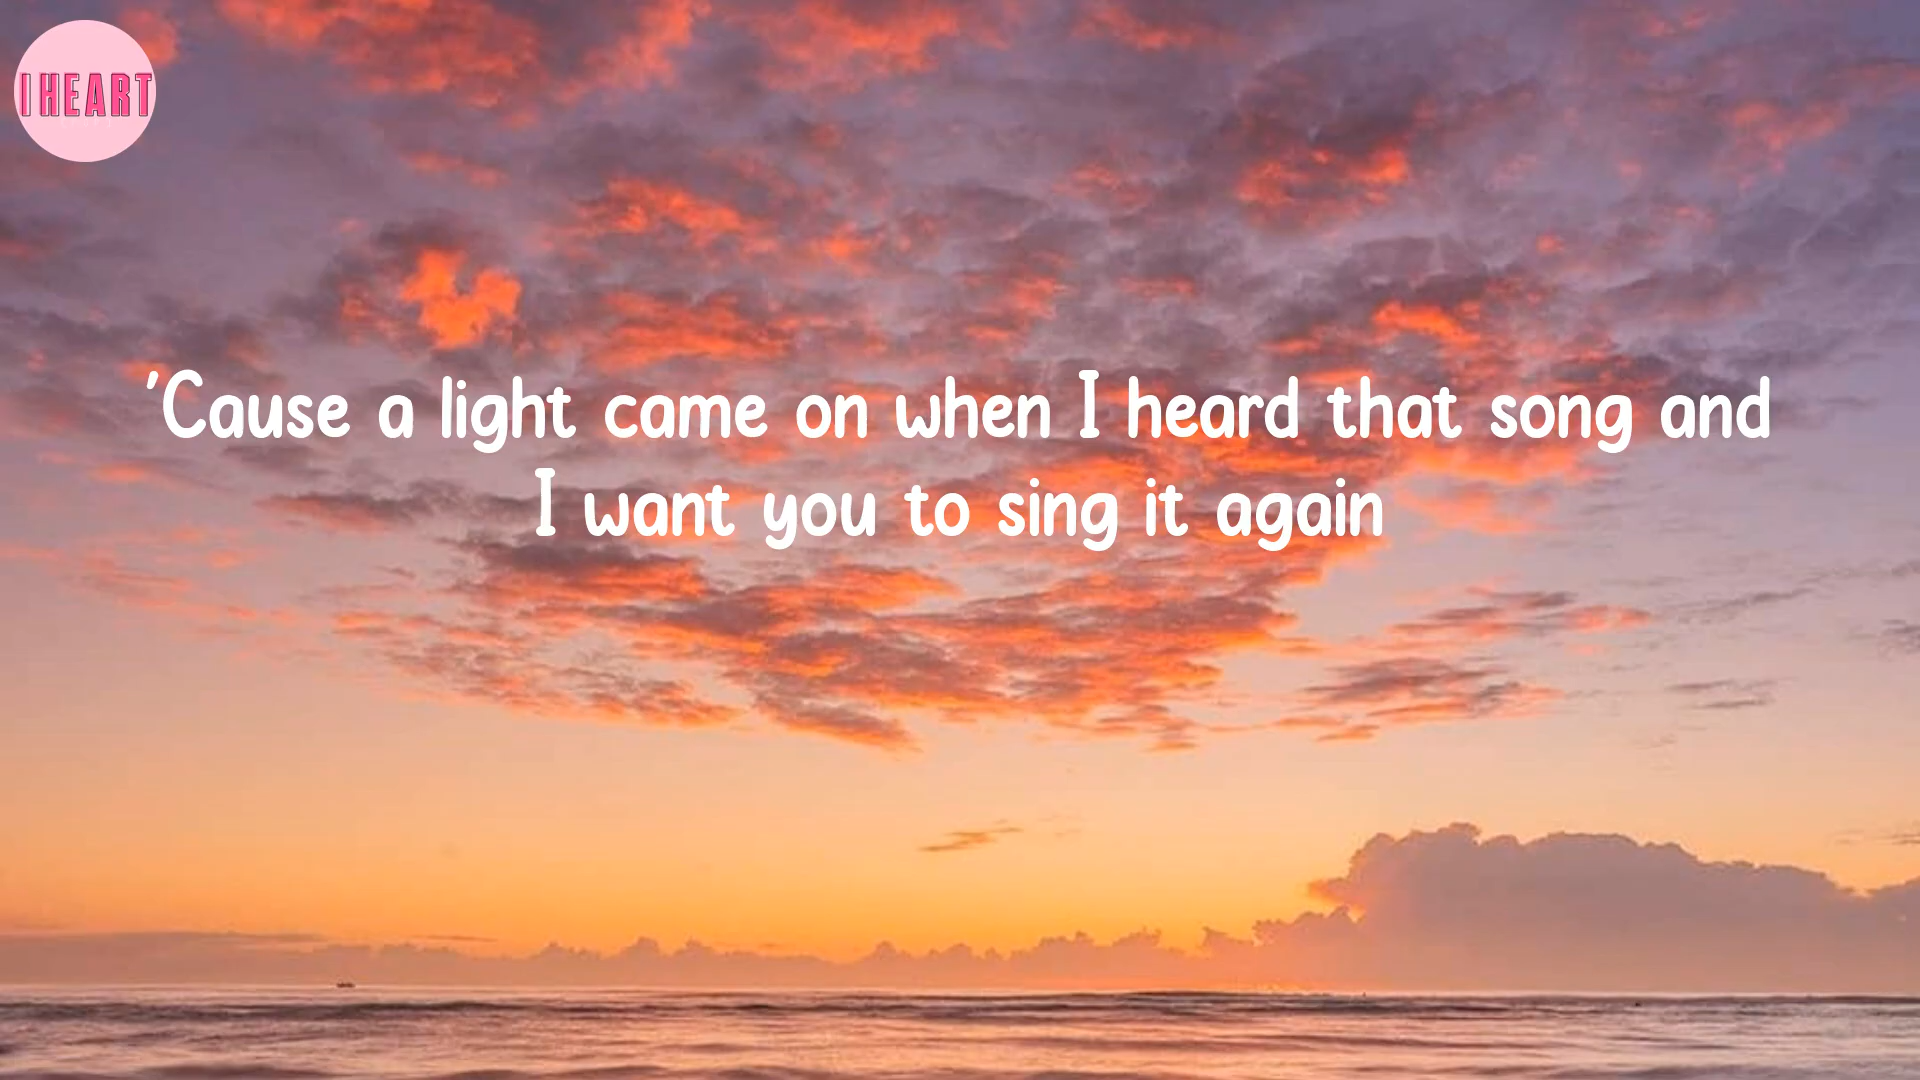 I HEART
'Cause a light came on when I heard that song and
I want you to sing it again